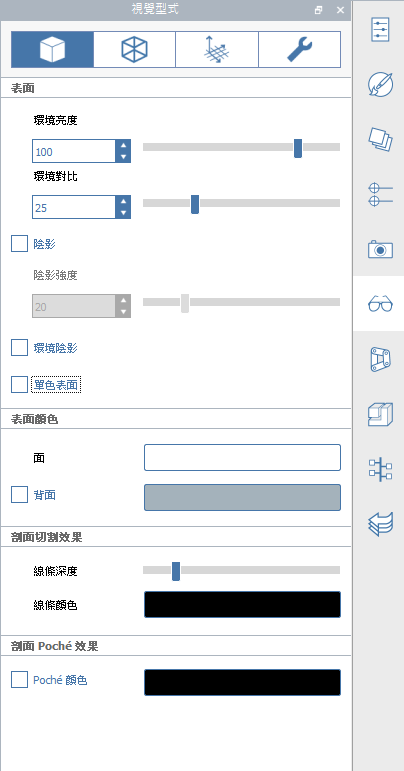 視覺型式
表面
環境亮度
100
環境對比
25
陰影
陰影強度
20
環境陰影
單色表面
表面顏色
面
背面
剖面切割效果
線條深度
線條顏色
剖面 Poché 效果
Poché 顏色